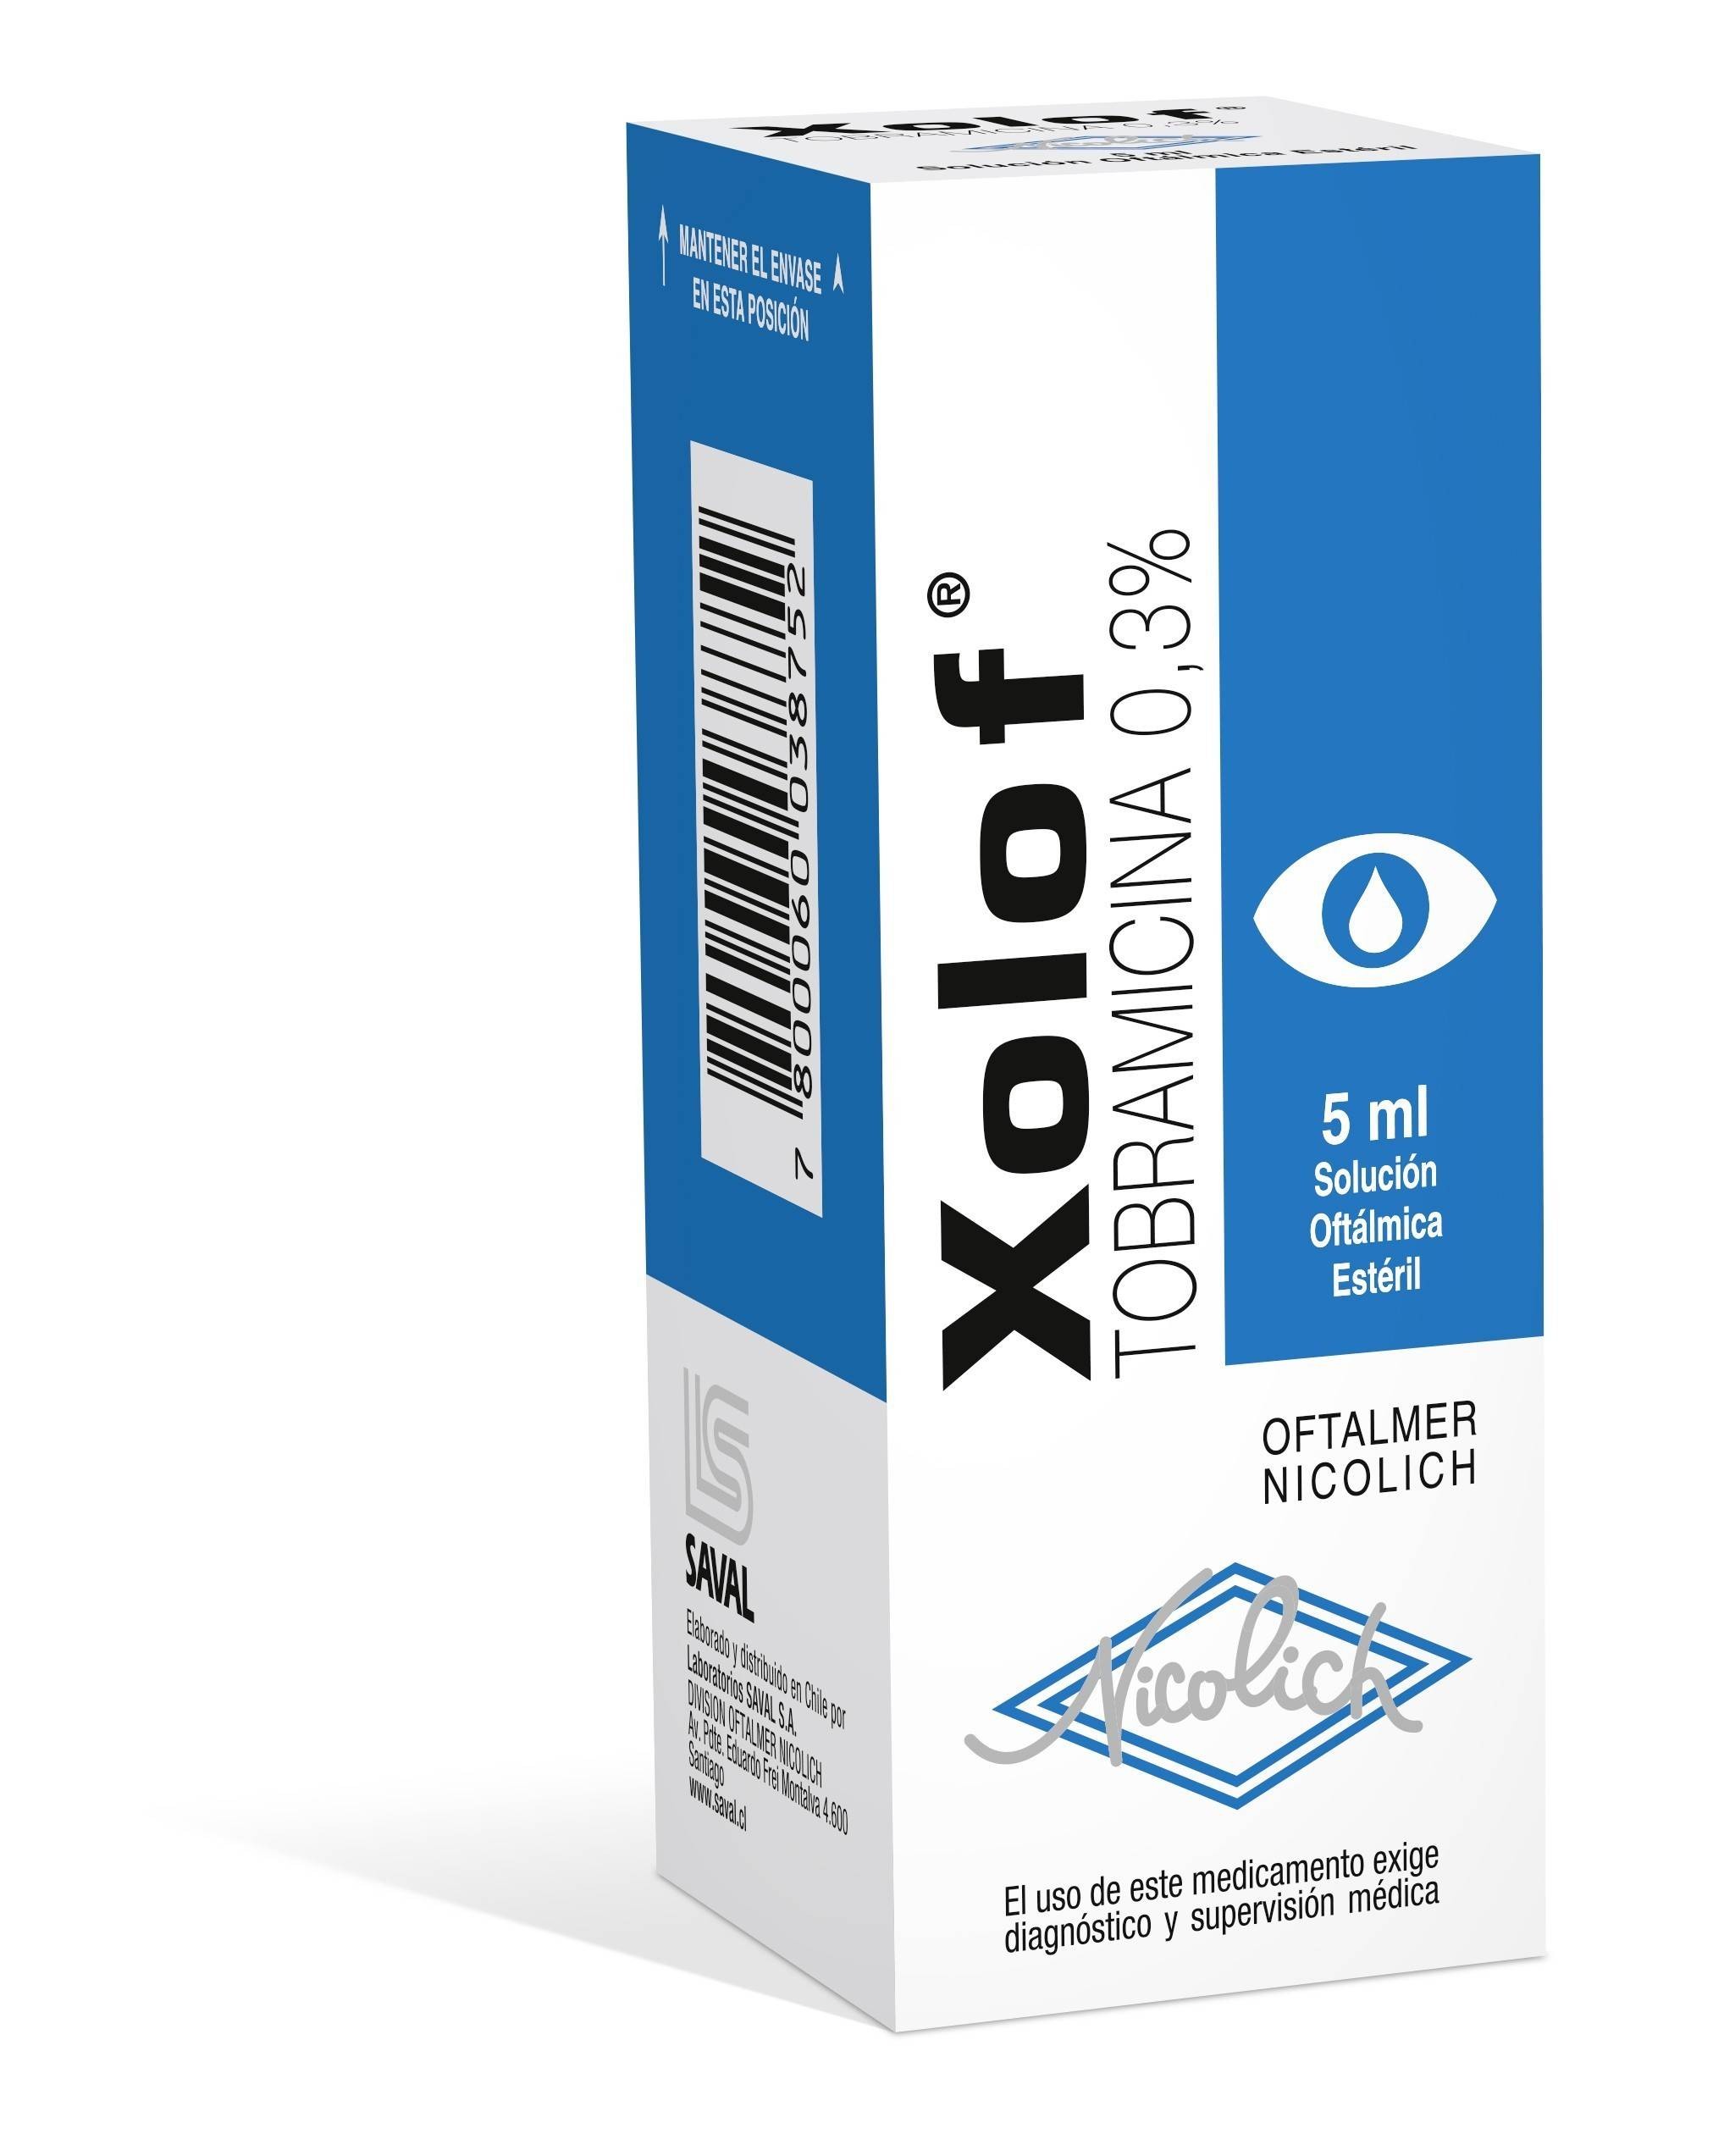 Xolof®
TOBRAMICINA 0,3%
Nicolich
5 ml
Solución Oftálmica Estéril
MANTENER EL ENVASE
EN ESTA POSICIÓN
7 800060 038752
SAVAL
Elaborado y distribuido en Chile por
Laboratorios SAVAL S.A.
DIVISION OFTALMER NICOLICH
Av. Pdte. Eduardo Frei Montalva 4.600
Santiago
www.saval.cl
Xolof®
TOBRAMICINA 0,3%
5 ml
Solución
Oftálmica
Estéril
OFTALMER
NICOLICH
Nicolich
El uso de este medicamento exige
diagnóstico y supervisión médica